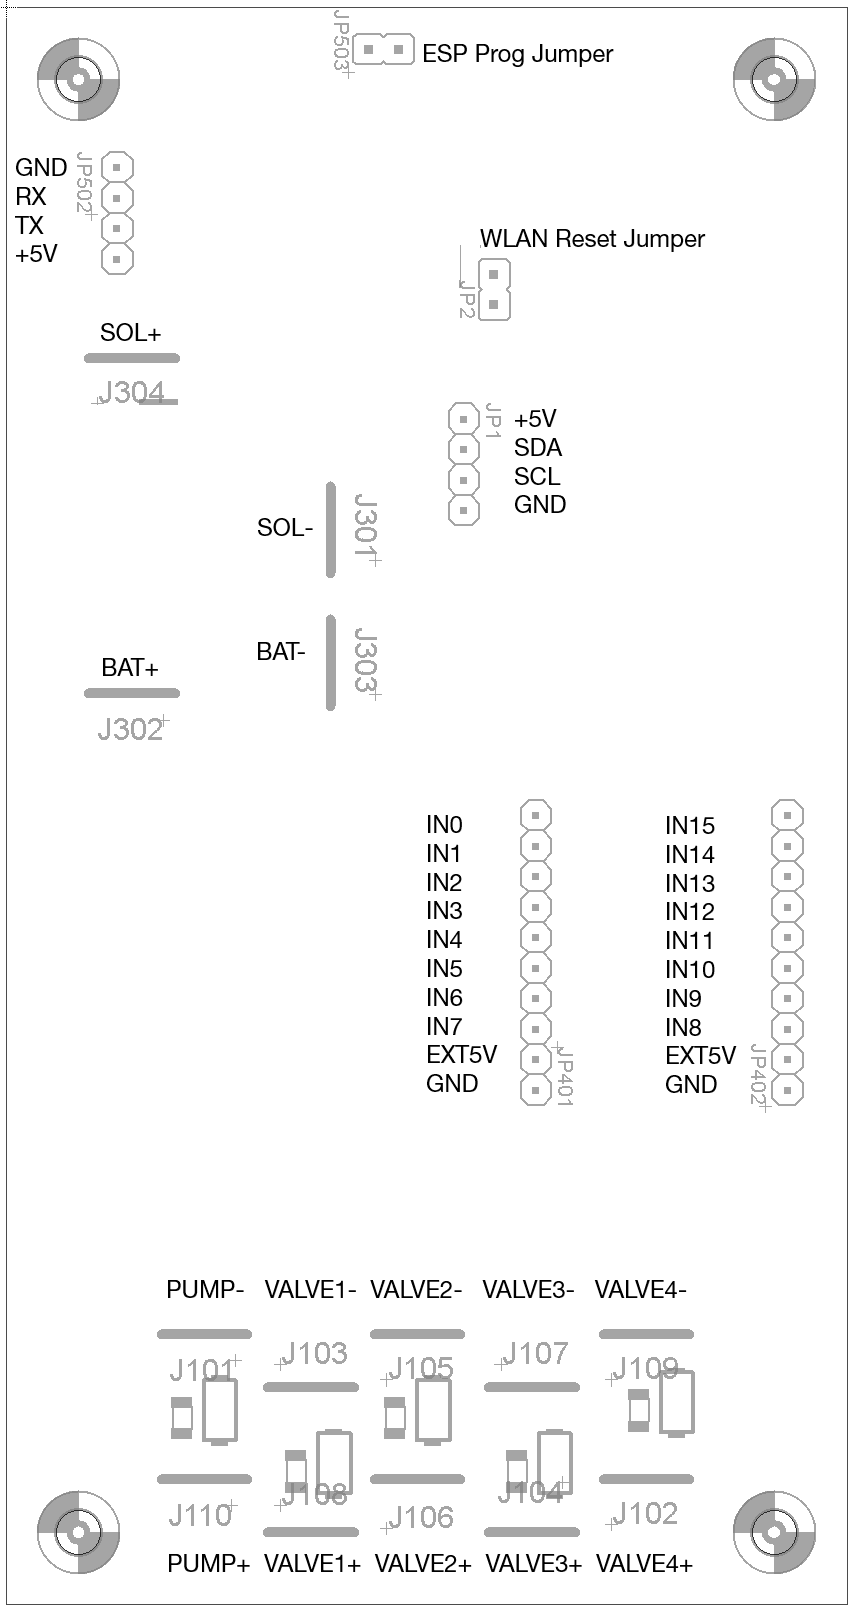 JP503
ESP Prog Jumper
GND
RX
TX
+5V
JP502
WLAN Reset Jumper
JP2
SOL+
J304
JP1
+5V
SDA
SCL
GND
SOL-
J301
BAT-
J303
BAT+
J302
IN0
IN1
IN2
IN3
IN4
IN5
IN6
IN7
EXT5V
GND
JP401
IN15
IN14
IN13
IN12
IN11
IN10
IN9
IN8
EXT5V
GND
JP402
PUMP- VALVE1- VALVE2- VALVE3- VALVE4-
J101 J103 J105 J107 J109
J110 J108 J106 J104 J102
PUMP+ VALVE1+ VALVE2+ VALVE3+ VALVE4+